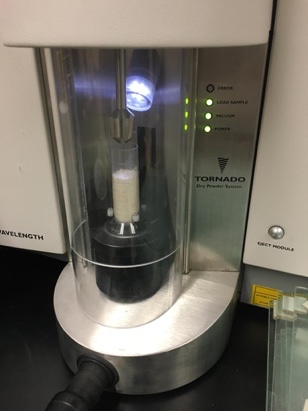 ERROR
LOAD SAMPLE
VACUUM
POWER
TORNADO
Dry Powder System
WAVELENGTH
EJECT MODULE